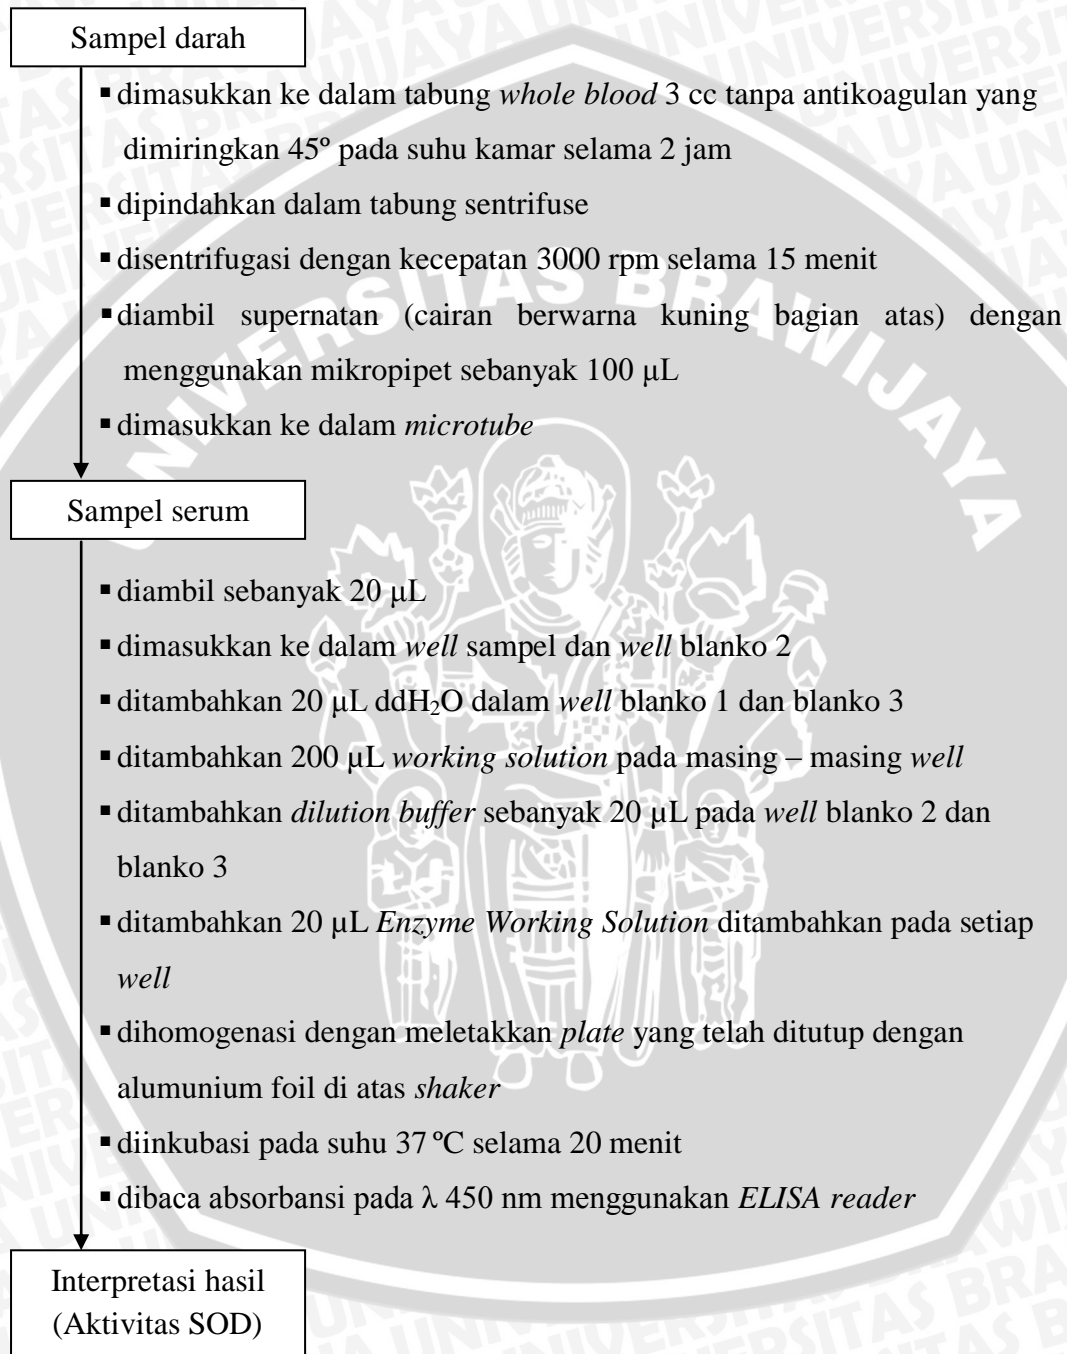 Sampel darah
▪ dimasukkan ke dalam tabung whole blood 3 cc tanpa antikoagulan yang
dimiringkan 45º pada suhu kamar selama 2 jam
▪ dipindahkan dalam tabung sentrifuse
▪ disentrifugasi dengan kecepatan 3000 rpm selama 15 menit
▪ diambil supernatan (cairan berwarna kuning bagian atas) dengan
menggunakan mikropipet sebanyak 100 µL
▪ dimasukkan ke dalam microtube
Sampel serum
▪ diambil sebanyak 20 µL
▪ dimasukkan ke dalam well sampel dan well blanko 2
▪ ditambahkan 20 µL ddH₂O dalam well blanko 1 dan blanko 3
▪ ditambahkan 200 µL working solution pada masing – masing well
▪ ditambahkan dilution buffer sebanyak 20 µL pada well blanko 2 dan
blanko 3
▪ ditambahkan 20 µL Enzyme Working Solution ditambahkan pada setiap
well
▪ dihomogenasi dengan meletakkan plate yang telah ditutup dengan
alumunium foil di atas shaker
▪ diinkubasi pada suhu 37 ºC selama 20 menit
▪ dibaca absorbansi pada λ 450 nm menggunakan ELISA reader
Interpretasi hasil
(Aktivitas SOD)
UNIVERSITAS BRAWIJAYA